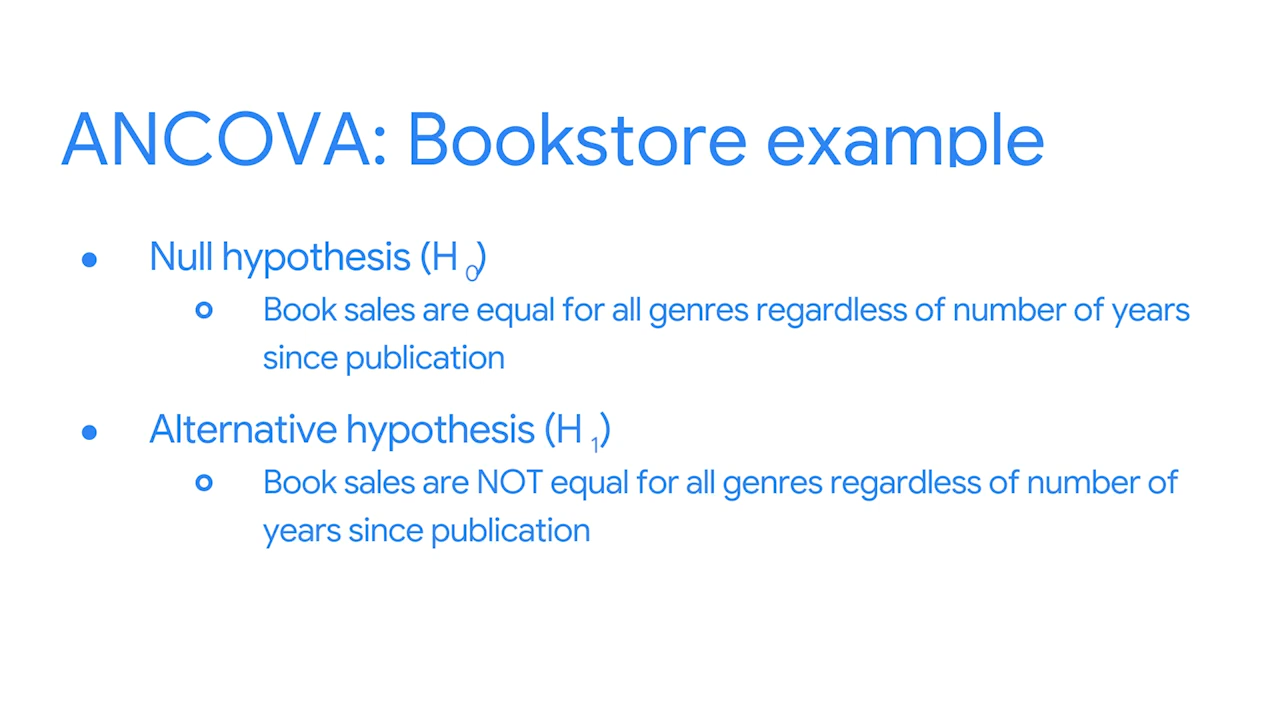 ANCOVA: Bookstore example
● Null hypothesis (H 0)
○ Book sales are equal for all genres regardless of number of years
since publication
● Alternative hypothesis (H 1)
○ Book sales are NOT equal for all genres regardless of number of
years since publication